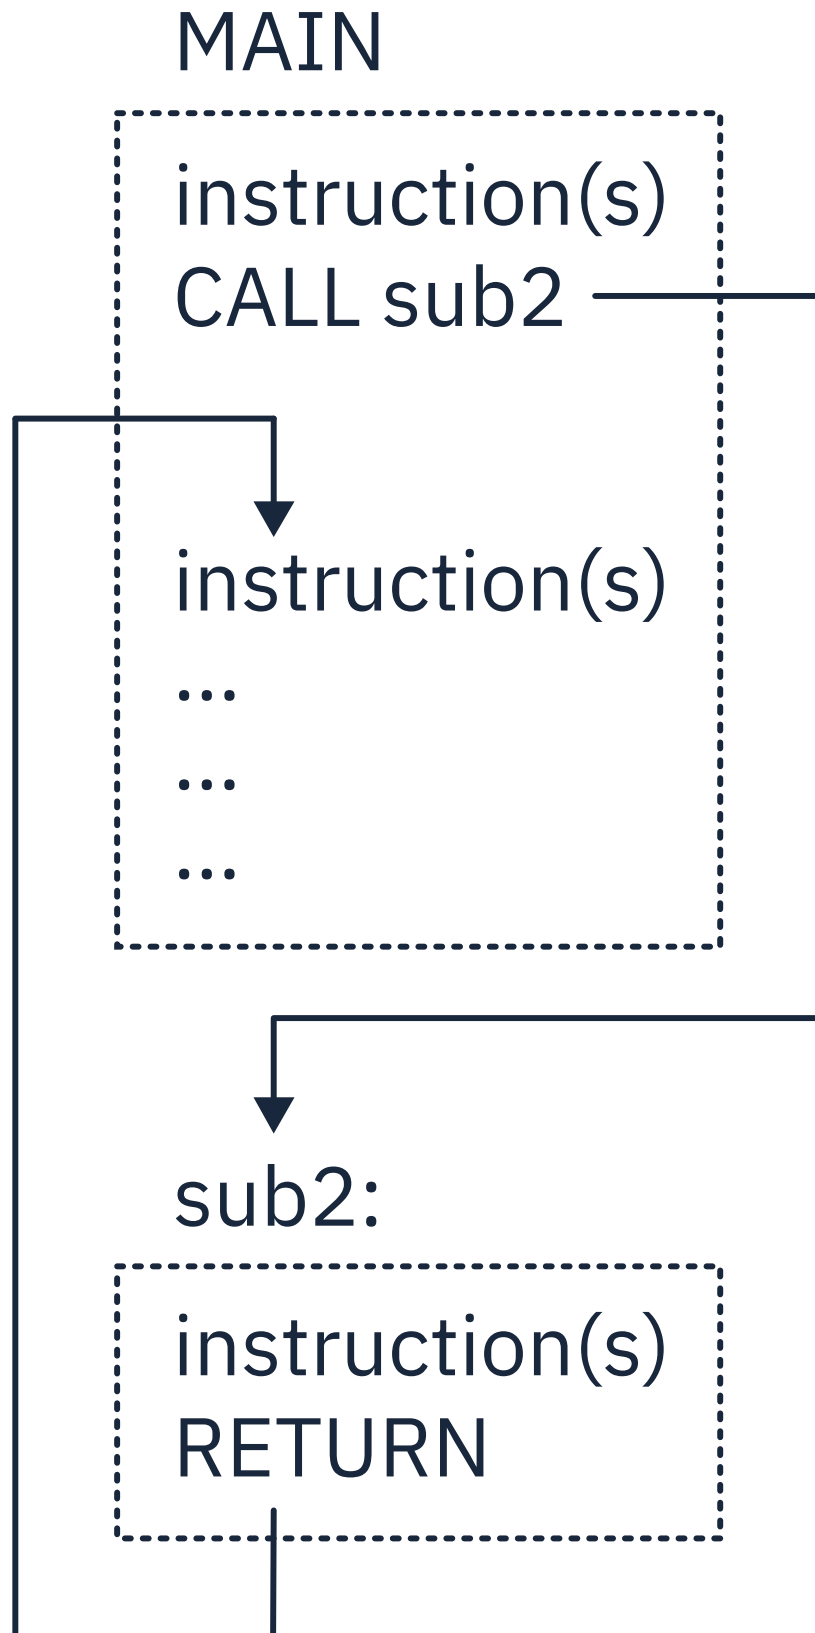 MAIN
instruction(s)
CALL sub2
instruction(s)
...
...
...
sub2:
instruction(s)
RETURN